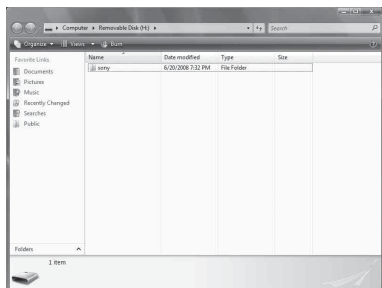 Computer ▸ Removable Disk (H:) ▸
Search
Organize
Views
Burn
Favorite Links
Documents
Pictures
Music
Recently Changed
Searches
Public
Folders
Name Date modified Type Size
sony 6/20/2008 7:32 PM File Folder
1 item